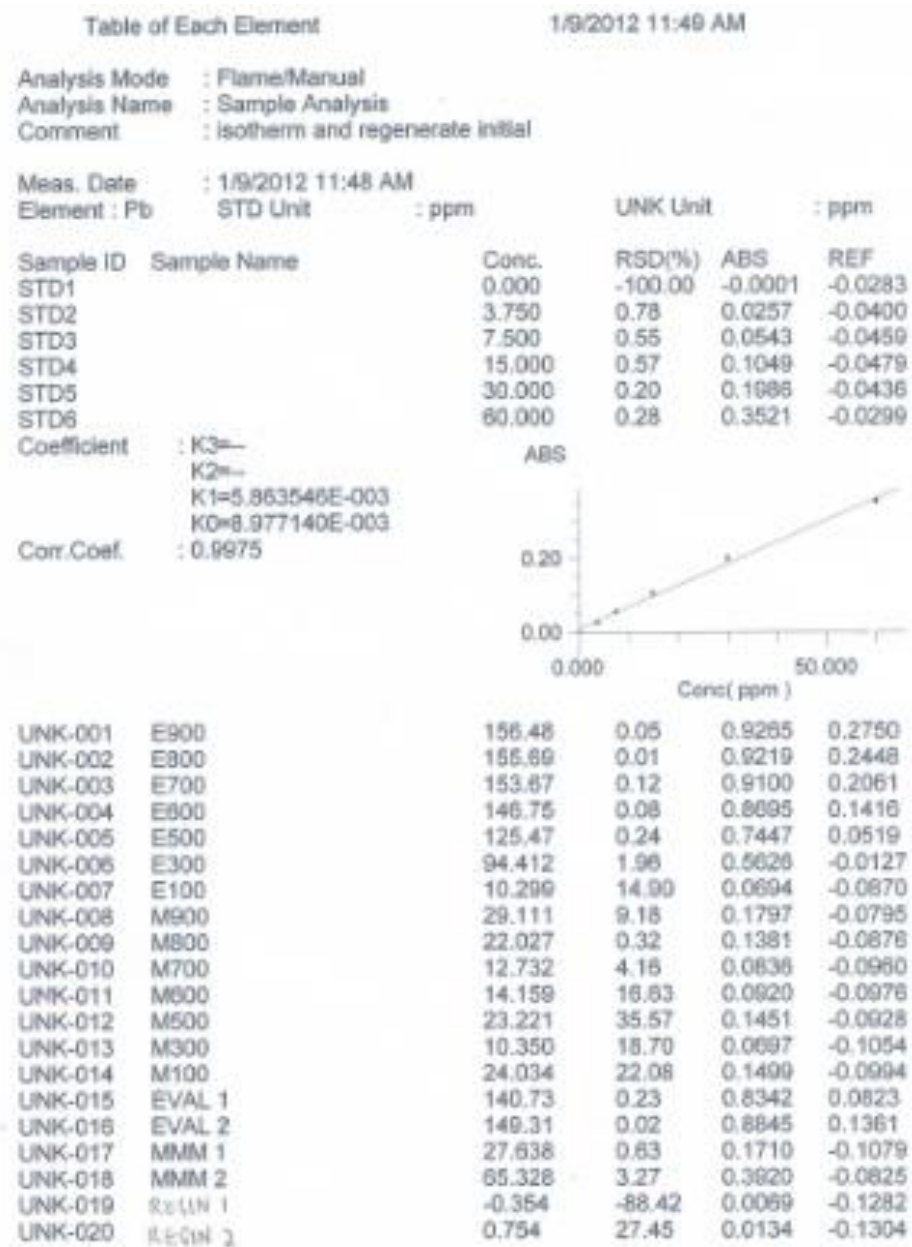 Table of Each Element 1/9/2012 11:49 AM
Analysis Mode : Flame/Manual
Analysis Name : Sample Analysis
Comment : isotherm and regenerate initial
Meas. Date : 1/9/2012 11:48 AM
Element : Pb STD Unit : ppm UNK Unit : ppm
Sample ID Sample Name Conc. RSD(%) ABS REF
STD1 0.000 -100.00 -0.0001 -0.0283
STD2 3.750 0.78 0.0257 -0.0400
STD3 7.500 0.55 0.0543 -0.0459
STD4 15.000 0.57 0.1049 -0.0479
STD5 30.000 0.20 0.1986 -0.0436
STD6 60.000 0.28 0.3521 -0.0299
Coefficient : K3=--
K2=--
K1=5.863546E-003
K0=8.977140E-003
Corr.Coef. : 0.9975
ABS
0.20
0.00
0.000 50.000
Conc( ppm )
UNK-001 E900 156.48 0.05 0.9265 0.2750
UNK-002 E800 155.69 0.01 0.9219 0.2448
UNK-003 E700 153.67 0.12 0.9100 0.2061
UNK-004 E600 146.75 0.08 0.8695 0.1416
UNK-005 E500 125.47 0.24 0.7447 0.0519
UNK-006 E300 94.412 1.96 0.5626 -0.0127
UNK-007 E100 10.299 14.90 0.0694 -0.0870
UNK-008 M900 29.111 9.18 0.1797 -0.0795
UNK-009 M800 22.027 0.32 0.1381 -0.0876
UNK-010 M700 12.732 4.16 0.0836 -0.0960
UNK-011 M600 14.159 16.63 0.0920 -0.0976
UNK-012 M500 23.221 35.57 0.1451 -0.0928
UNK-013 M300 10.350 18.70 0.0697 -0.1054
UNK-014 M100 24.034 22.08 0.1499 -0.0994
UNK-015 EVAL 1 140.73 0.23 0.8342 0.0823
UNK-016 EVAL 2 149.31 0.02 0.8845 0.1361
UNK-017 MMM 1 27.638 0.63 0.1710 -0.1079
UNK-018 MMM 2 65.328 3.27 0.3920 -0.0825
UNK-019 1 -0.354 -88.42 0.0069 -0.1282
UNK-020 2 0.754 27.45 0.0134 -0.1304